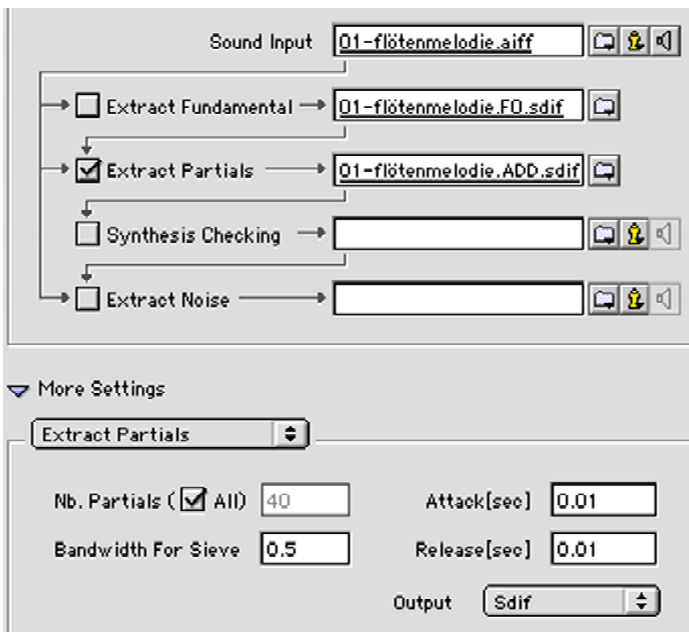 Sound Input 01-flötenmelodie.aiff
Extract Fundamental 01-flötenmelodie.F0.sdif
Extract Partials 01-flötenmelodie.ADD.sdif
Synthesis Checking
Extract Noise
More Settings
Extract Partials
Nb. Partials ( All) 40 Attack[sec] 0.01
Bandwidth For Sieve 0.5 Release[sec] 0.01
Output Sdif